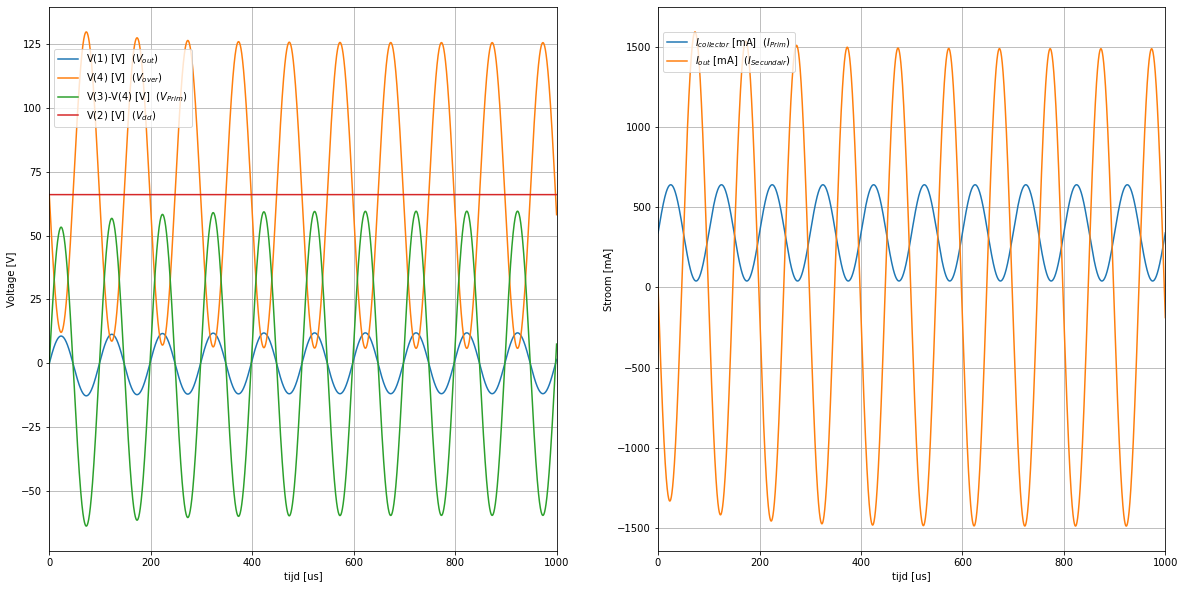 125
100
75
50
25
0
−25
−50
Voltage [V]
V(1) [V] (V_out)
V(4) [V] (V_over)
V(3)-V(4) [V] (V_Prim)
V(2) [V] (V_dd)
0 200 400 600 800 1000
tijd [us]
1500
1000
500
0
−500
−1000
−1500
Stroom [mA]
I_collector [mA] (I_Prim)
I_out [mA] (I_Secundair)
0 200 400 600 800 1000
tijd [us]